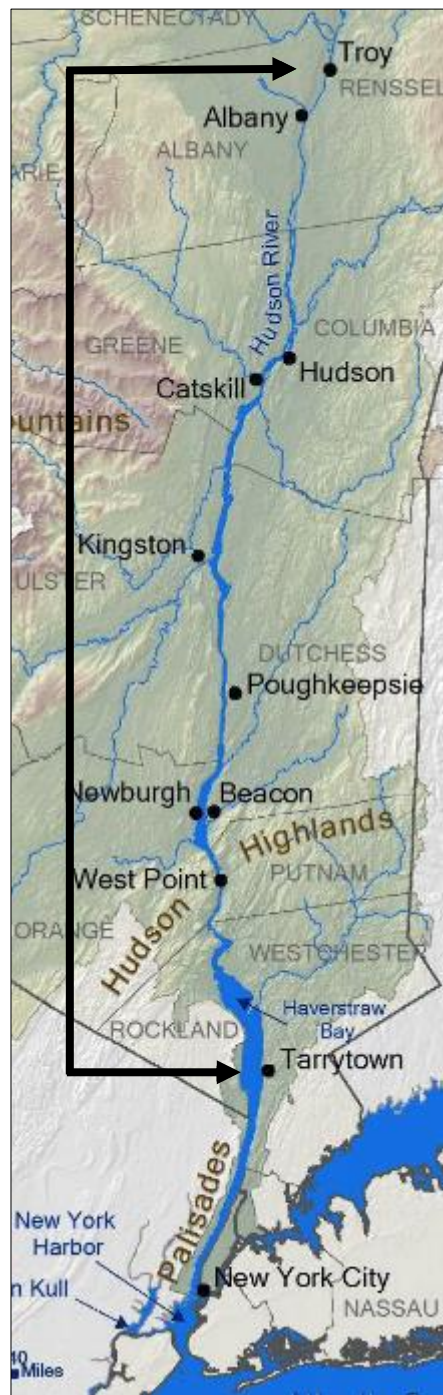 SCHENECTADY
Troy
RENSSEL
Albany
ALBANY
ARIE
Hudson River
COLUMBIA
GREENE
Hudson
Catskill
ountains
Kingston
ULSTER
DUTCHESS
Poughkeepsie
Newburgh
Beacon
Highlands
West Point
PUTNAM
Hudson
ORANGE
WESTCHESTER
Haverstraw
Bay
ROCKLAND
Tarrytown
Palisades
New York
Harbor
n Kull
New York City
NASSAU
40
Miles